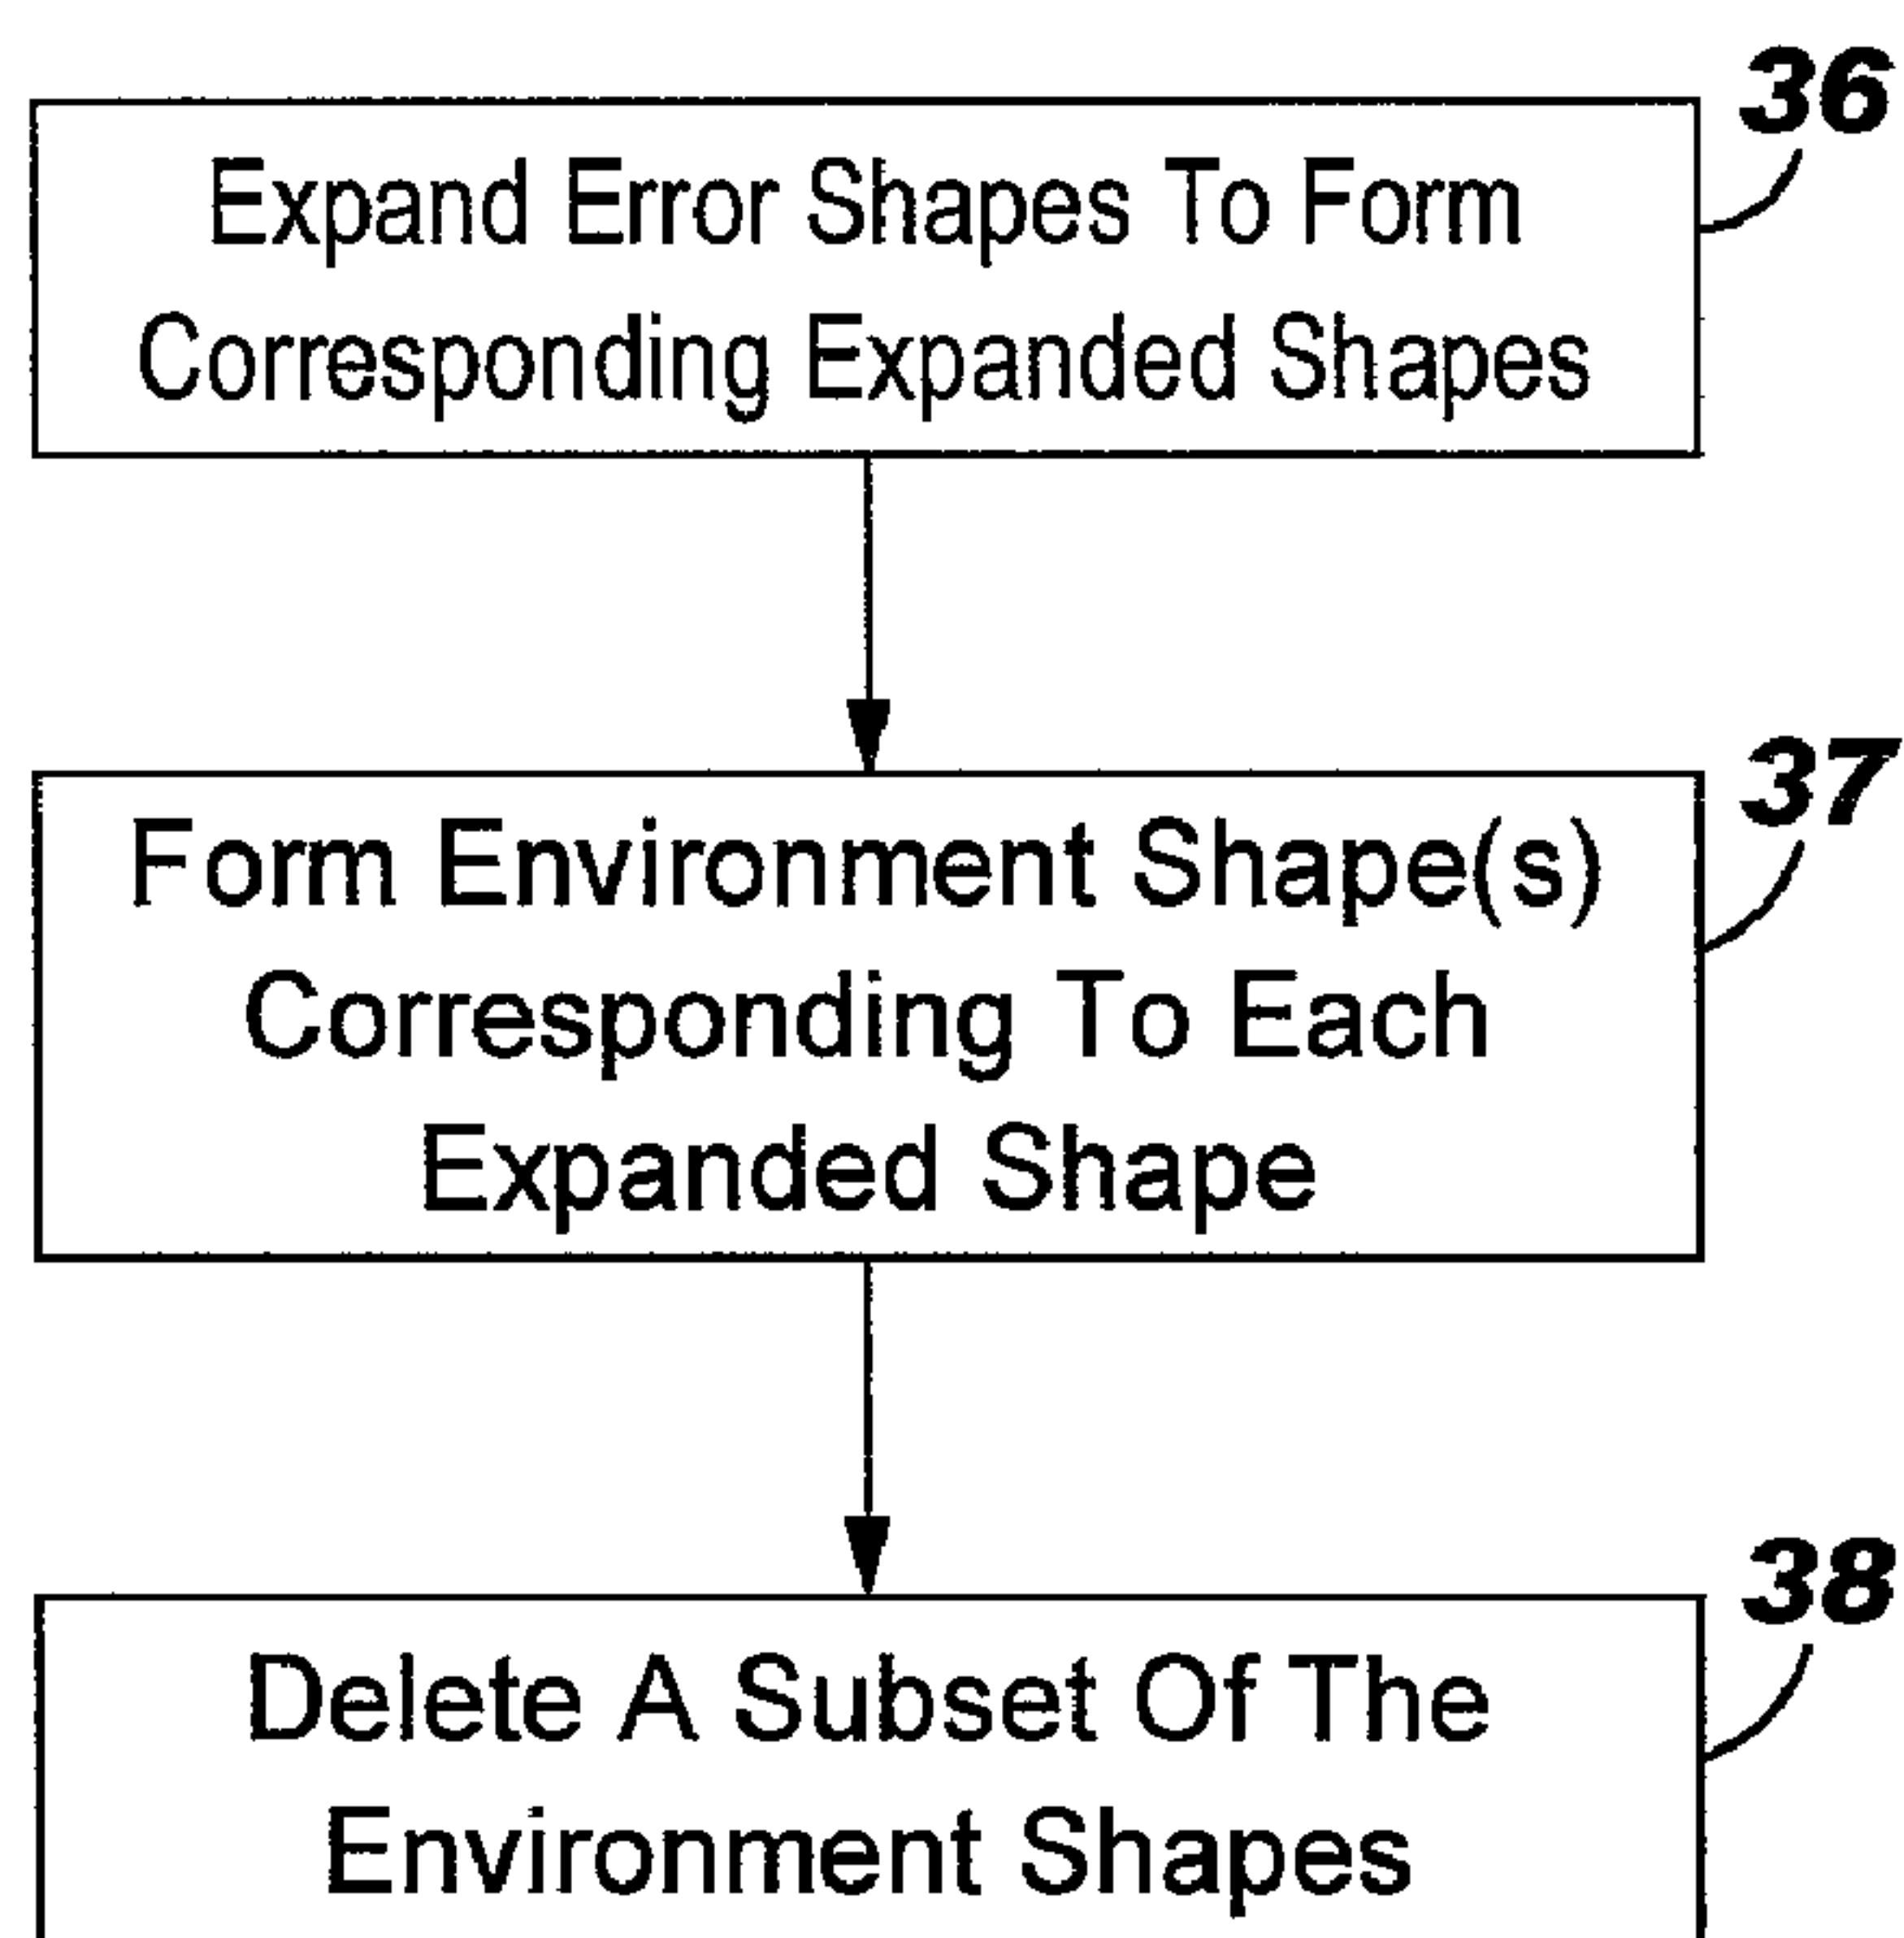 36
Expand Error Shapes To Form
Corresponding Expanded Shapes
37
Form Environment Shape(s)
Corresponding To Each
Expanded Shape
38
Delete A Subset Of The
Environment Shapes